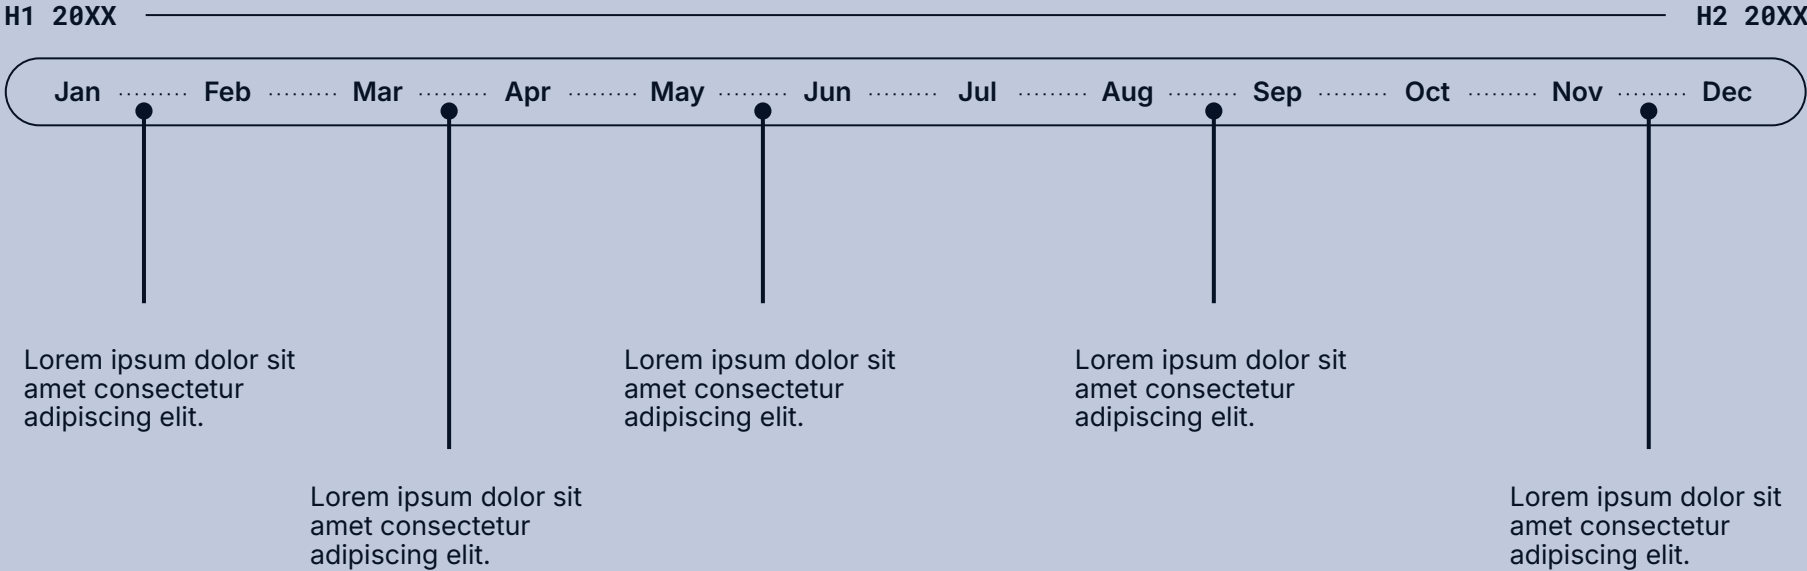 H1 20XX H2 20XX
Jan Feb Mar Apr May Jun Jul Aug Sep Oct Nov Dec
Lorem ipsum dolor sit
amet consectetur
adipiscing elit.
Lorem ipsum dolor sit
amet consectetur
adipiscing elit.
Lorem ipsum dolor sit
amet consectetur
adipiscing elit.
Lorem ipsum dolor sit
amet consectetur
adipiscing elit.
Lorem ipsum dolor sit
amet consectetur
adipiscing elit.